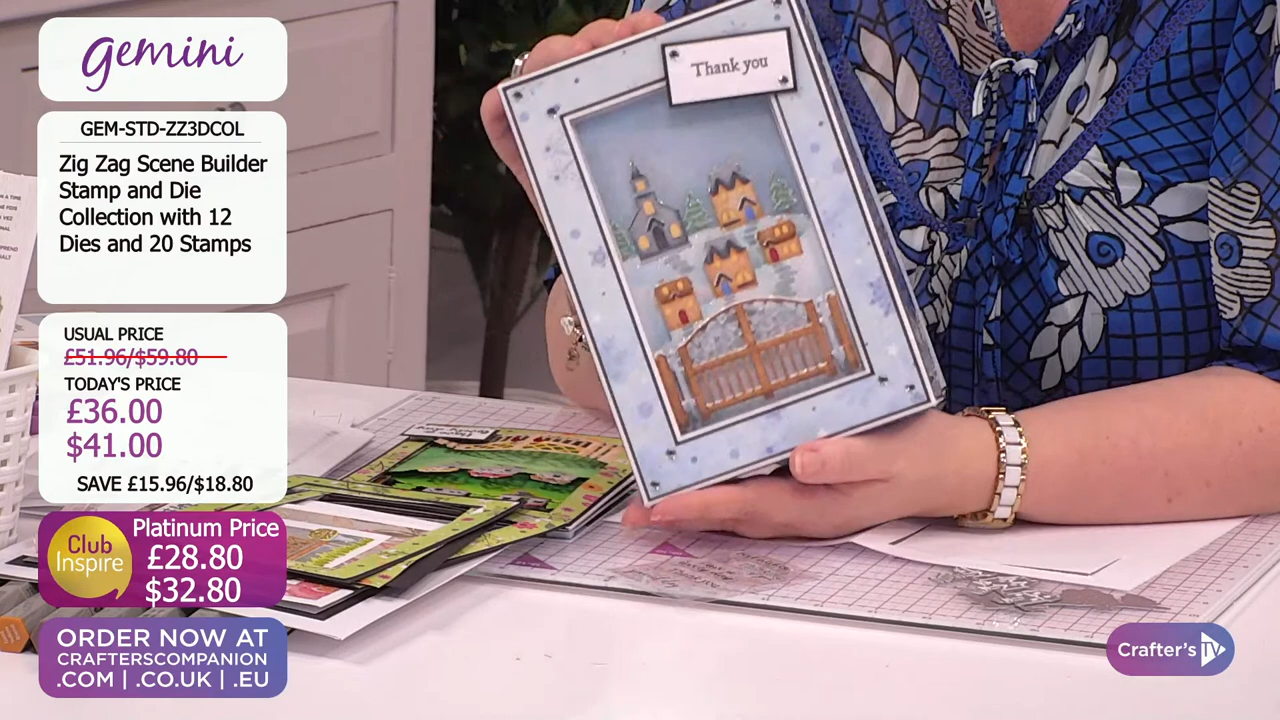 gemini
GEM-STD-ZZ3DCOL
Zig Zag Scene Builder
Stamp and Die
Collection with 12
Dies and 20 Stamps
USUAL PRICE
£51.96/$59.80
TODAY'S PRICE
£36.00
$41.00
SAVE £15.96/$18.80
Club
Inspire
Platinum Price
£28.80
$32.80
ORDER NOW AT
CRAFTERSCOMPANION
.COM | .CO.UK | .EU
Thank you
Crafter's TV